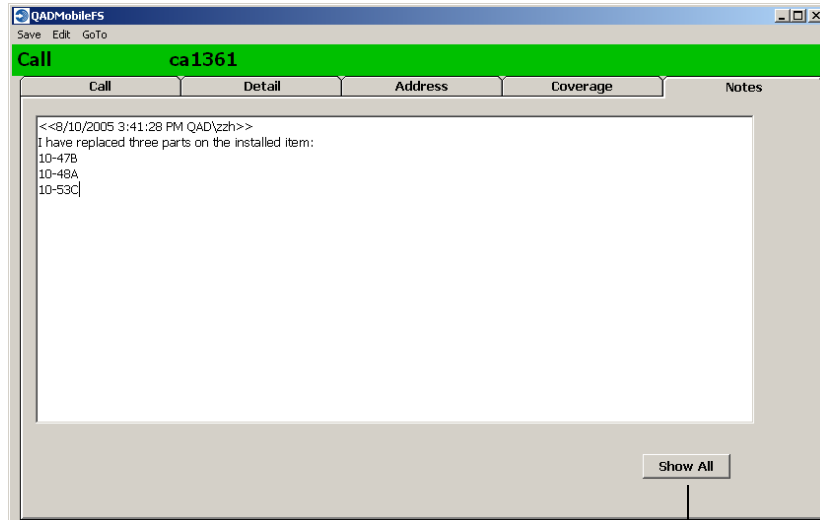 QADMobileFS
Save Edit GoTo
Call ca1361
Call Detail Address Coverage Notes
<<8/10/2005 3:41:28 PM QAD\zzh>>
I have replaced three parts on the installed item:
10-47B
10-48A
10-53C
Show All